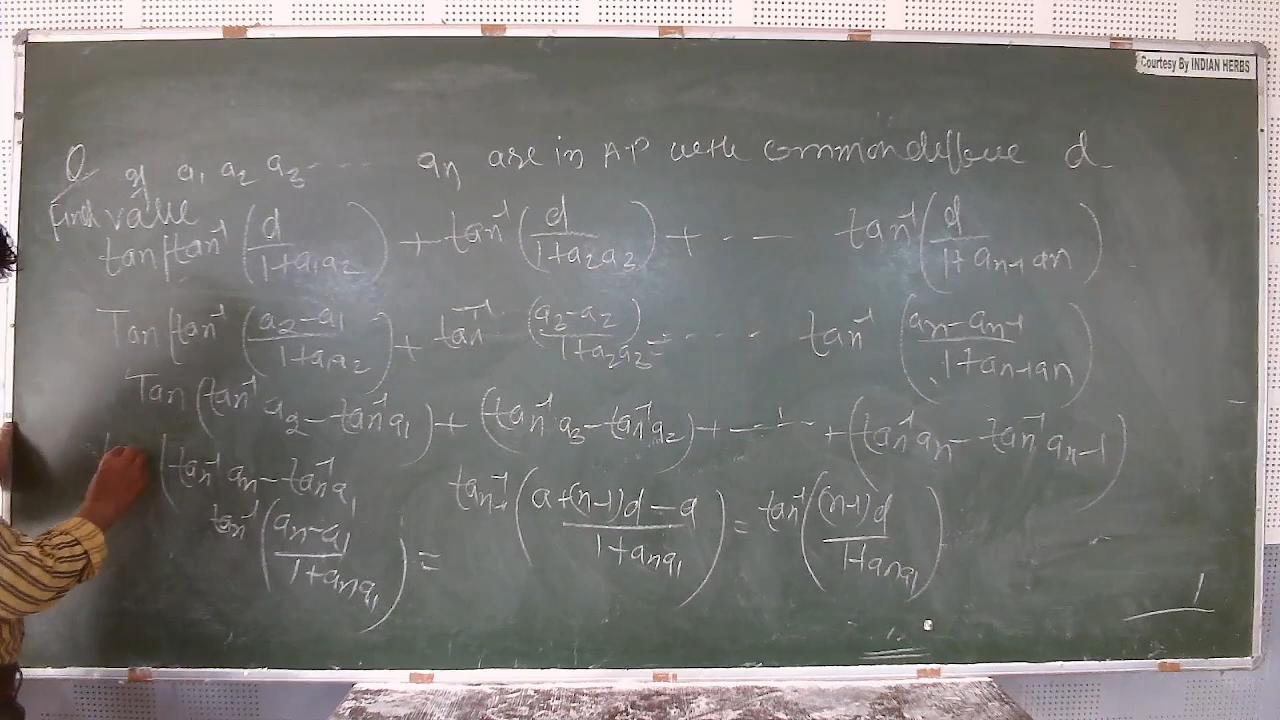 Courtesy By INDIAN HERBS
Q If a₁ a₂ a₃ ---- aₙ are in A.P with common d
Find value
tan(tan⁻¹(d/(1+a₁a₂)) + tan⁻¹(d/(1+a₂a₃)) + -- — tan⁻¹(d/(1+aₙ₋₁aₙ))
Tan(tan⁻¹((a₂-a₁)/(1+a₁a₂)) + tan⁻¹((a₃-a₂)/(1+a₂a₃)) ---- tan⁻¹((aₙ-aₙ₋₁)/(1+aₙ₋₁aₙ))
Tan(tan⁻¹a₂-tan⁻¹a₁)+(tan⁻¹a₃-tan⁻¹a₂)+----+(tan⁻¹aₙ-tan⁻¹aₙ-1)
(tan⁻¹aₙ-tan⁻¹a₁
tan⁻¹((aₙ-a₁)/(1+aₙa₁)) = tan⁻¹((a+(n-1)d-a)/(1+aₙa₁)) = tan⁻¹((n-1)d/(1+aₙa₁))